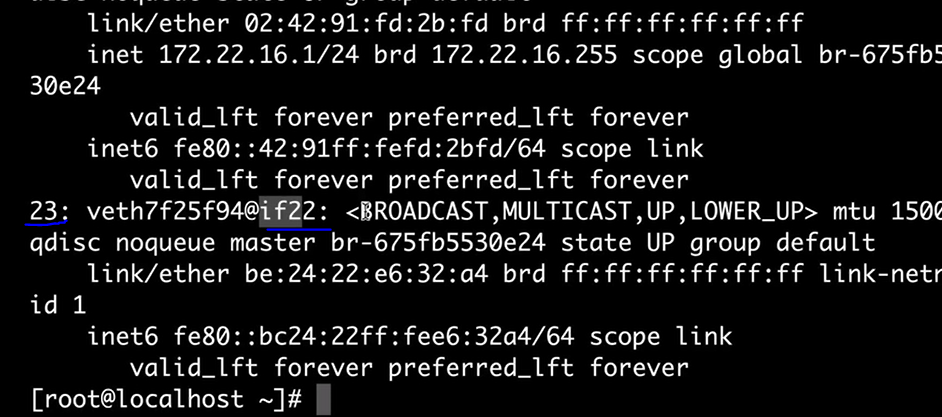 link/ether 02:42:91:fd:2b:fd brd ff:ff:ff:ff:ff:ff
inet 172.22.16.1/24 brd 172.22.16.255 scope global br-675fb5
30e24
valid_lft forever preferred_lft forever
inet6 fe80::42:91ff:fefd:2bfd/64 scope link
valid_lft forever preferred_lft forever
23: veth7f25f94@if22: <BROADCAST,MULTICAST,UP,LOWER_UP> mtu 1500
qdisc noqueue master br-675fb5530e24 state UP group default
link/ether be:24:22:e6:32:a4 brd ff:ff:ff:ff:ff:ff link-netn
id 1
inet6 fe80::bc24:22ff:fee6:32a4/64 scope link
valid_lft forever preferred_lft forever
[root@localhost ~]#